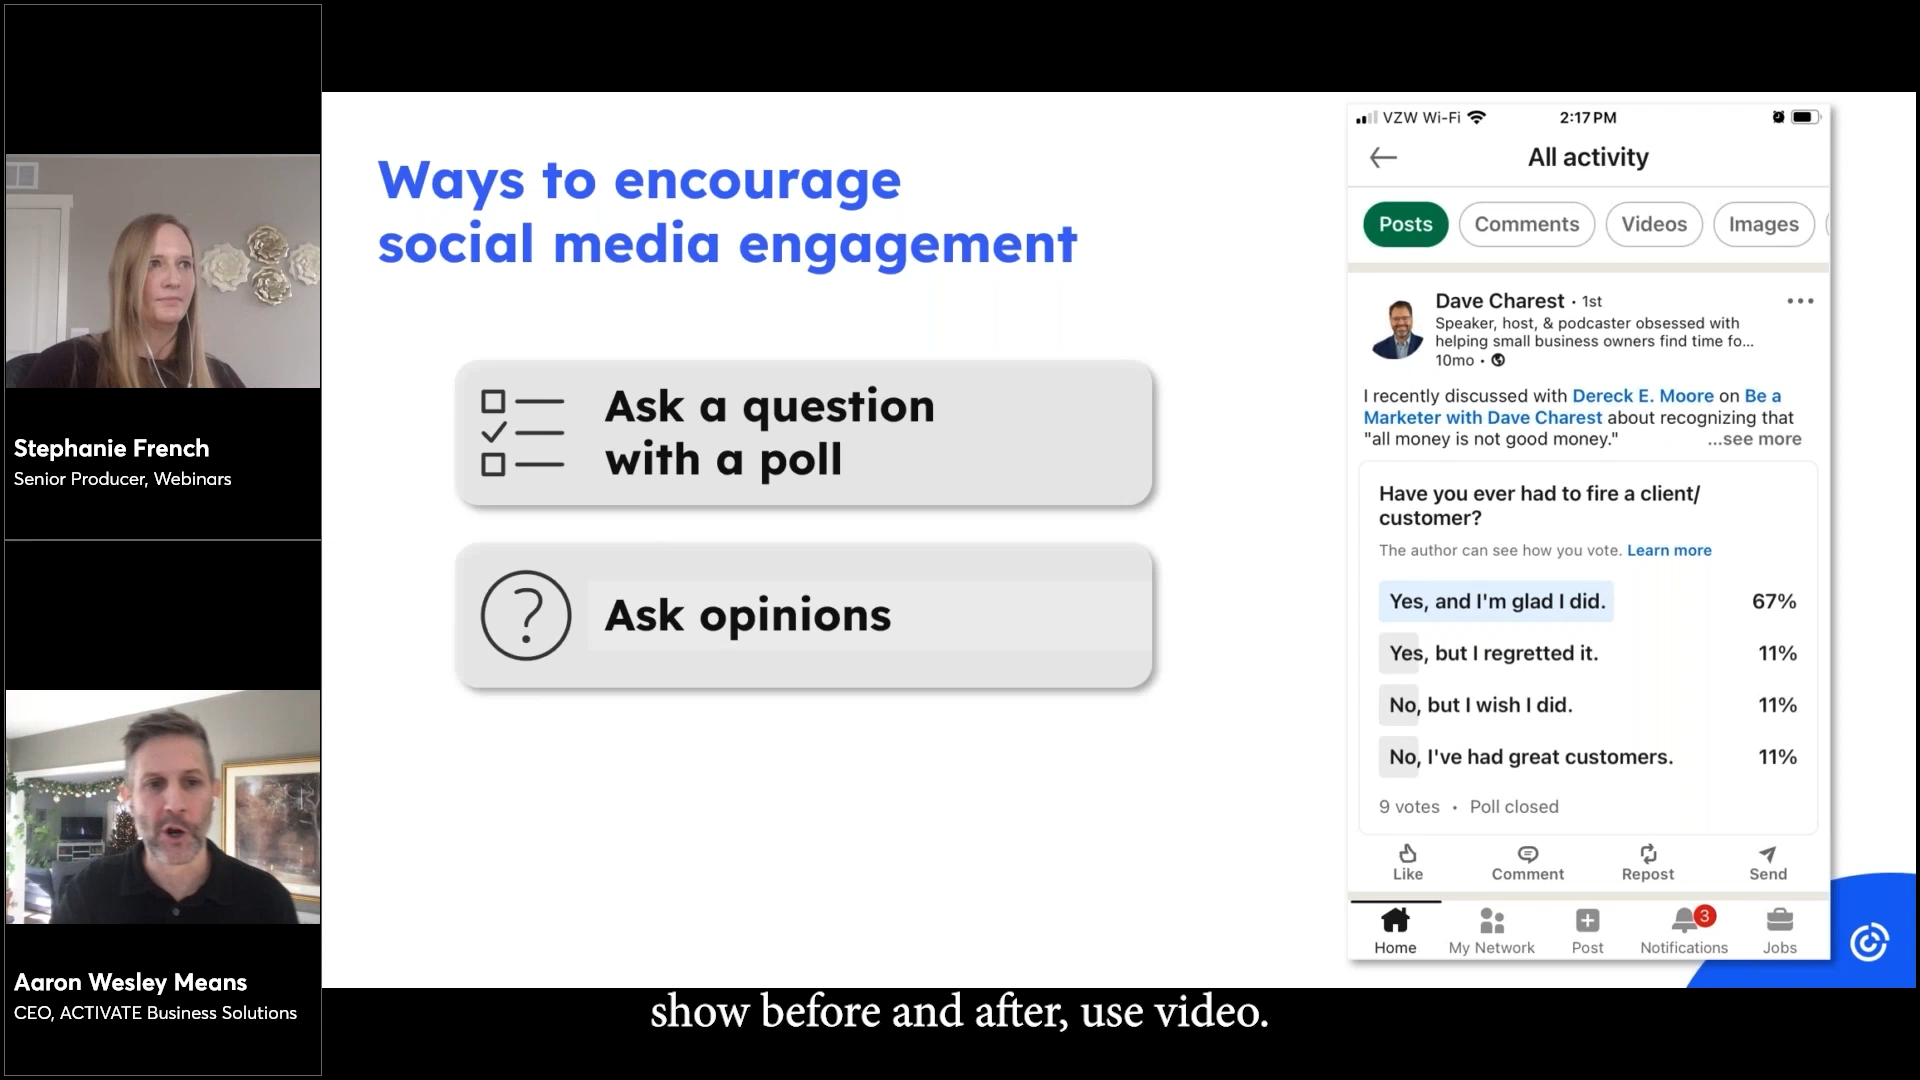 Stephanie French
Senior Producer, Webinars
Aaron Wesley Means
CEO, ACTIVATE Business Solutions
Ways to encourage
social media engagement
Ask a question
with a poll
?
Ask opinions
VZW Wi-Fi 2:17 PM
All activity
Posts Comments Videos Images
Dave Charest · 1st
Speaker, host, & podcaster obsessed with
helping small business owners find time fo...
10mo ·
I recently discussed with Dereck E. Moore on Be a
Marketer with Dave Charest about recognizing that
"all money is not good money." ...see more
Have you ever had to fire a client/
customer?
The author can see how you vote. Learn more
Yes, and I'm glad I did. 67%
Yes, but I regretted it. 11%
No, but I wish I did. 11%
No, I've had great customers. 11%
9 votes · Poll closed
Like Comment Repost Send
3
Home My Network Post Notifications Jobs
show before and after, use video.